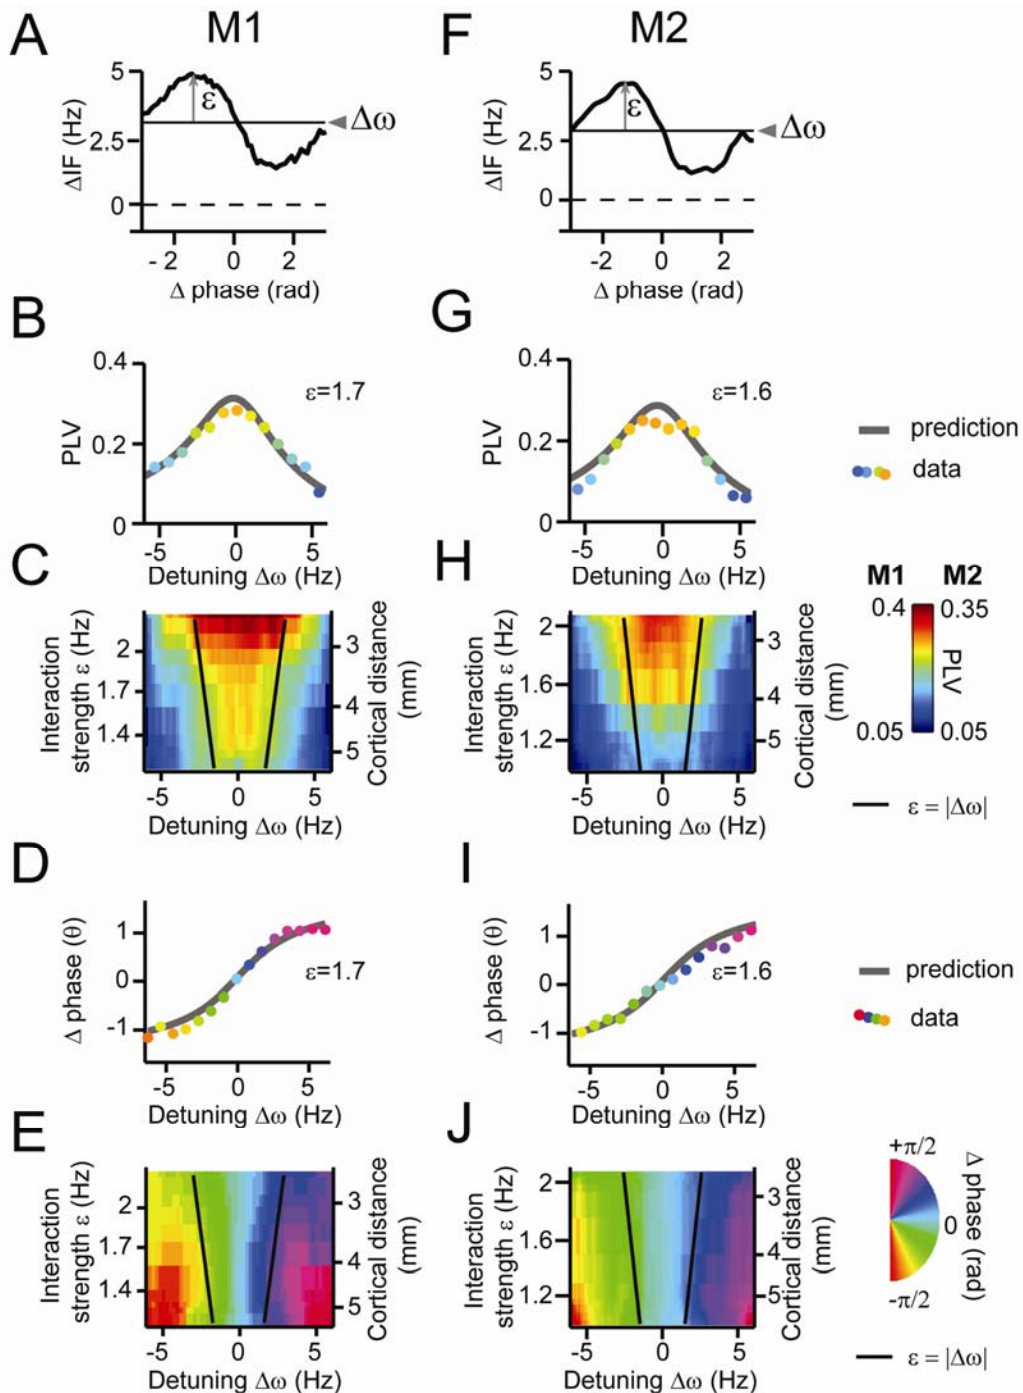 A M1
5
2.5
0
ΔIF (Hz)
ε
Δω
- 2 0 2
Δ phase (rad)
F M2
5
2.5
0
ΔIF (Hz)
ε
Δω
-2 0 2
Δ phase (rad)
B
0.4
0.2
0
PLV
ε=1.7
-5 0 5
Detuning Δω (Hz)
G
0.4
0.2
0
PLV
ε=1.6
-5 0 5
Detuning Δω (Hz)
prediction
data
C
Interaction
strength ε (Hz)
2
1.7
1.4
3
4
5
Cortical distance
(mm)
-5 0 5
Detuning Δω (Hz)
H
Interaction
strength ε (Hz)
2
1.6
1.2
3
4
5
Cortical distance
(mm)
-5 0 5
Detuning Δω (Hz)
M1 M2
0.4 0.35
PLV
0.05 0.05
ε = |Δω|
D
Δ phase (θ)
1
0
-1
ε=1.7
-5 0 5
Detuning Δω (Hz)
I
Δ phase (θ)
1
0
-1
ε=1.6
-5 0 5
Detuning Δω (Hz)
prediction
data
E
Interaction
strength ε (Hz)
2
1.7
1.4
3
4
5
Cortical distance
(mm)
-5 0 5
Detuning Δω (Hz)
J
Interaction
strength ε (Hz)
2
1.6
1.2
3
4
5
Cortical distance
(mm)
-5 0 5
Detuning Δω (Hz)
+π/2
0
-π/2
Δ phase (rad)
ε = |Δω|